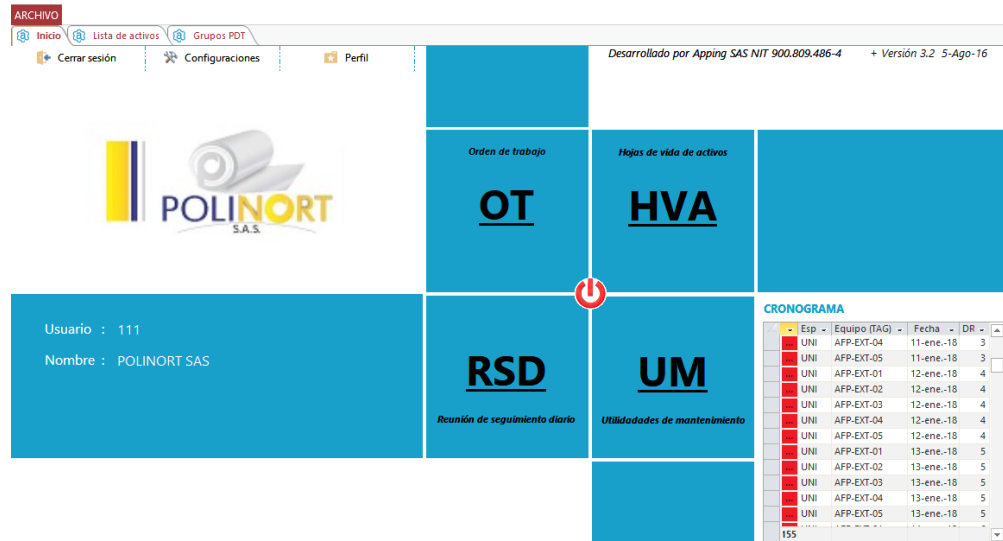 ARCHIVO
Inicio Lista de activos Grupos PDT
Cerrar sesión Configuraciones Perfil
Desarrollado por Apping SAS NIT 900.809.486-4 + Versión 3.2 5-Ago-16
POLINORT
S.A.S.
Orden de trabajo
OT
Hojas de vida de activos
HVA
Usuario : 111
Nombre : POLINORT SAS
RSD
Reunión de seguimiento diario
UM
Utilidadades de mantenimiento
CRONOGRAMA
Esp Equipo (TAG) Fecha DR
... UNI AFP-EXT-04 11-ene.-18 3
... UNI AFP-EXT-05 11-ene.-18 3
... UNI AFP-EXT-01 12-ene.-18 4
... UNI AFP-EXT-02 12-ene.-18 4
... UNI AFP-EXT-03 12-ene.-18 4
... UNI AFP-EXT-04 12-ene.-18 4
... UNI AFP-EXT-05 12-ene.-18 4
... UNI AFP-EXT-01 13-ene.-18 5
... UNI AFP-EXT-02 13-ene.-18 5
... UNI AFP-EXT-03 13-ene.-18 5
... UNI AFP-EXT-04 13-ene.-18 5
... UNI AFP-EXT-05 13-ene.-18 5
155